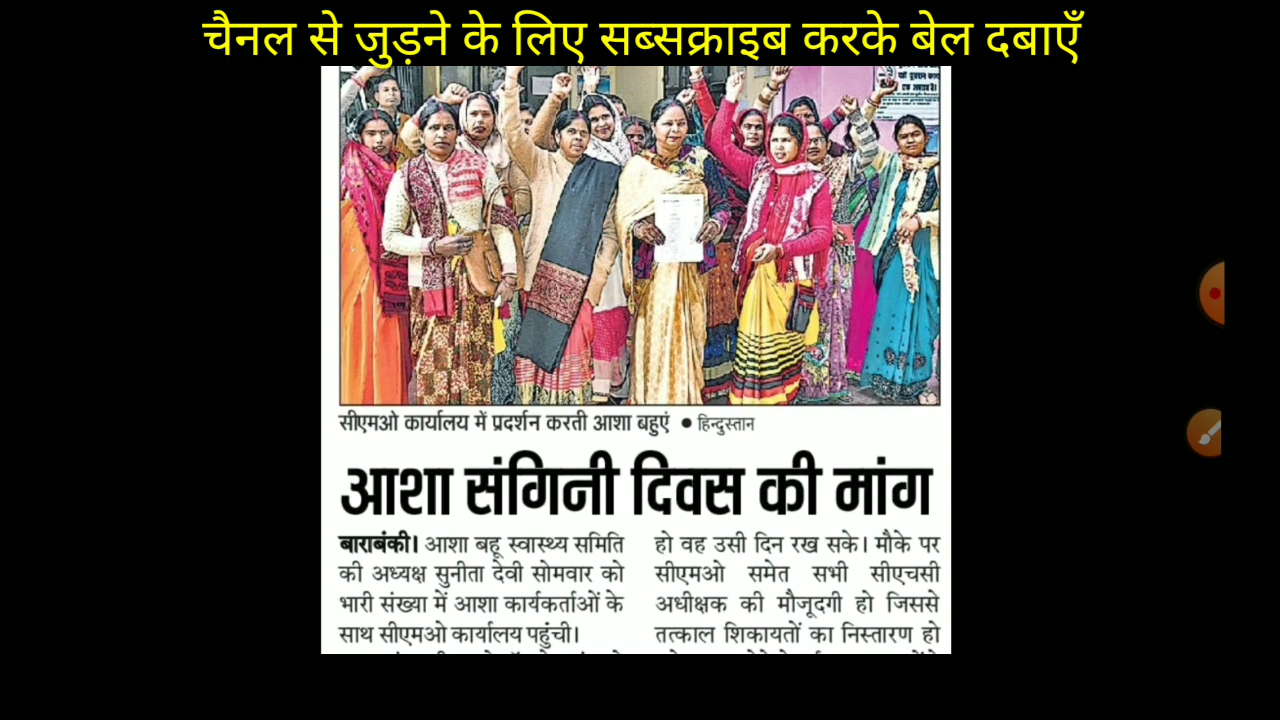 चैनल से जुड़ने के लिए सब्सक्राइब करके बेल दबाएँ
सीएमओ कार्यालय में प्रदर्शन करती आशा बहुएं ● हिन्दुस्तान
आशा संगिनी दिवस की मांग
बाराबंकी। आशा बहू स्वास्थ्य समिति
की अध्यक्ष सुनीता देवी सोमवार को
भारी संख्या में आशा कार्यकर्ताओं के
साथ सीएमओ कार्यालय पहुंची।
हो वह उसी दिन रख सके। मौके पर
सीएमओ समेत सभी सीएचसी
अधीक्षक की मौजूदगी हो जिससे
तत्काल शिकायतों का निस्तारण हो